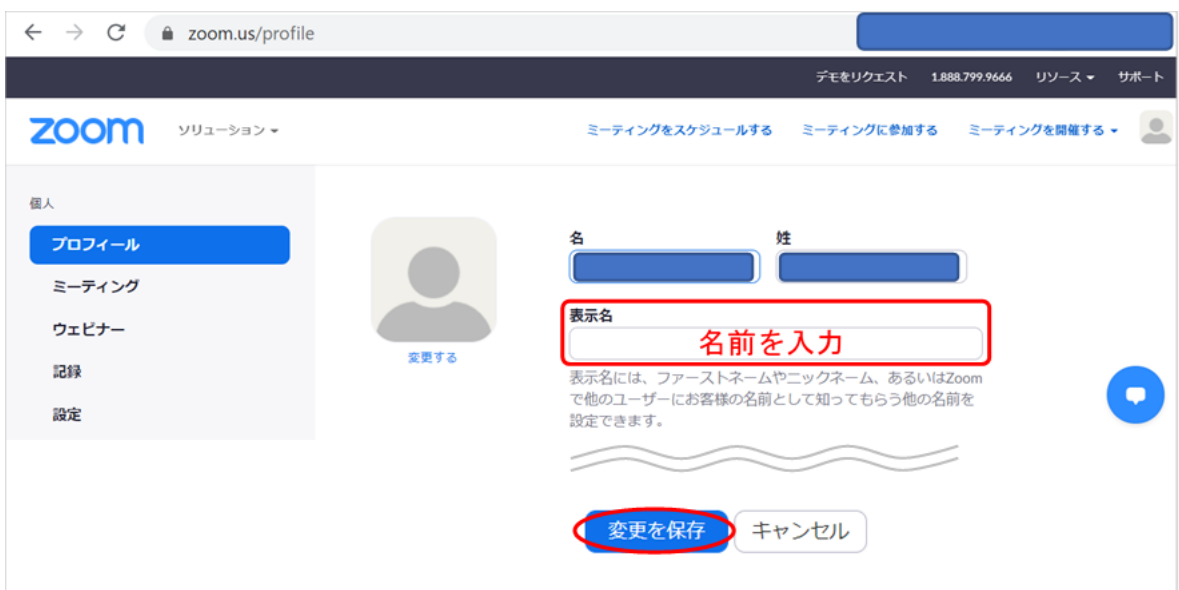 zoom.us/profile
デモをリクエスト 1.888.799.9666 リソース サポート
zoom ソリューション ミーティングをスケジュールする ミーティングに参加する ミーティングを開催する
個人
プロフィール
ミーティング
ウェビナー
記録
設定
変更する
名 姓
表示名
名前を入力
表示名には、ファーストネームやニックネーム、あるいはZoom
で他のユーザーにお客様の名前として知ってもらう他の名前を
設定できます。
変更を保存 キャンセル